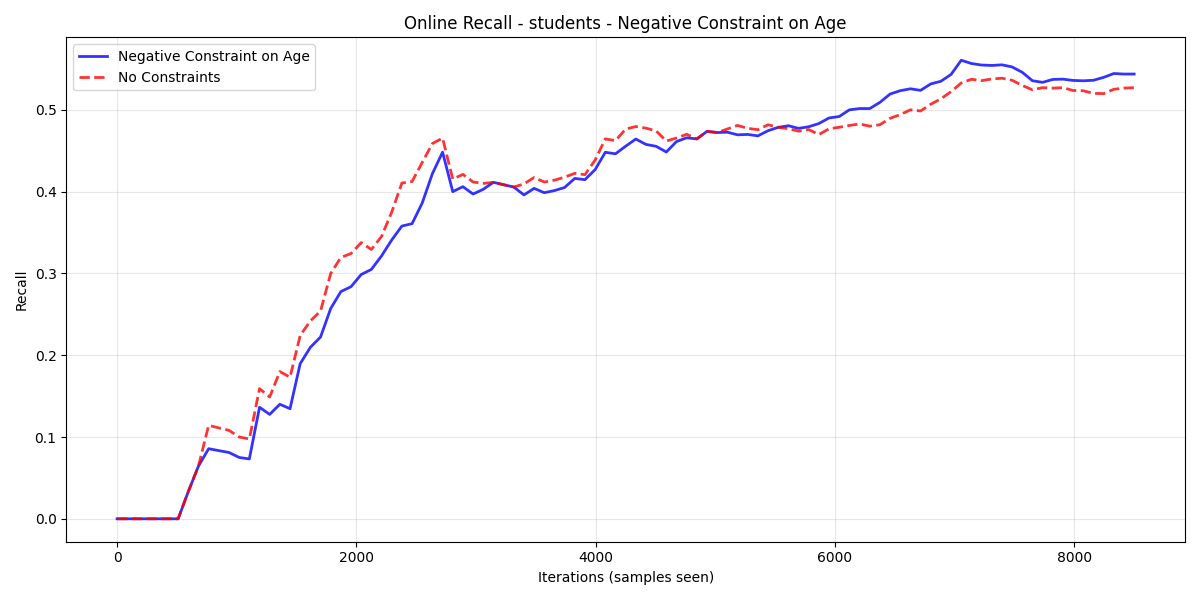 Online Recall - students - Negative Constraint on Age
Negative Constraint on Age
No Constraints
Recall
0.5
0.4
0.3
0.2
0.1
0.0
0
2000
4000
6000
8000
Iterations (samples seen)